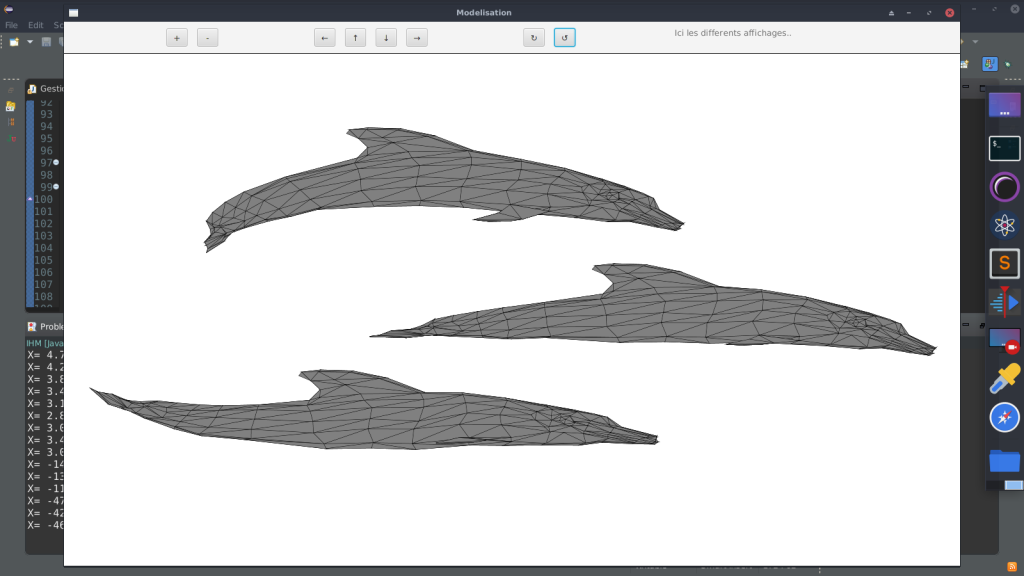 Modelisation
File Edit
+ - ← ↑ ↓ → ↻ ↺ Ici les differents affichages..
Gesti
92
93
94
95
96
97
98
99
100
101
102
103
104
105
106
107
108
Proble
IHM [Java
X= 4.7
X= 4.2
X= 3.8
X= 3.4
X= 3.1
X= 2.8
X= 3.0
X= 3.4
X= 3.0
X= -14
X= -13
X= -11
X= -47
X= -42
X= -46
$_
S